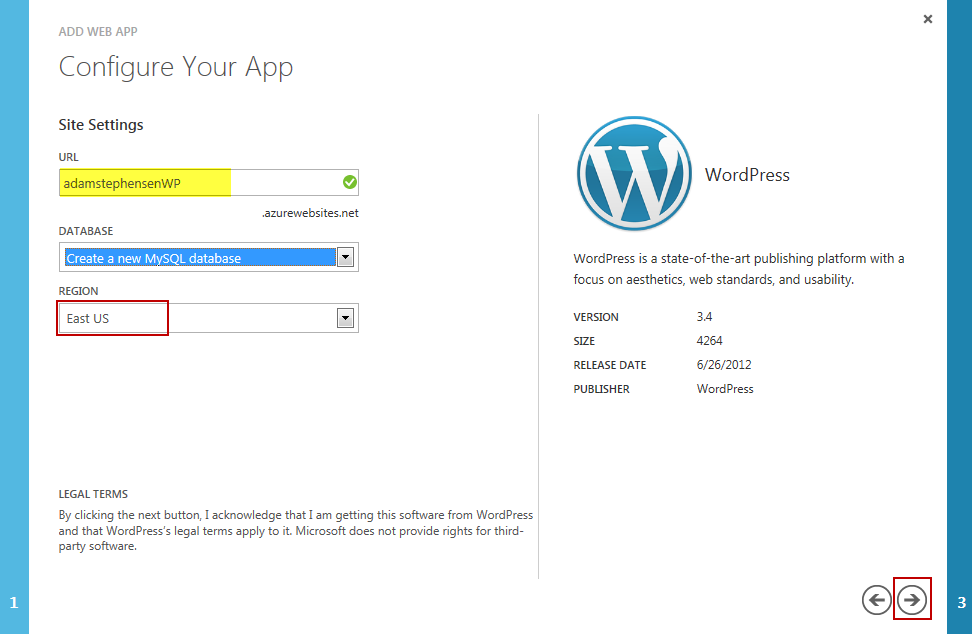 ADD WEB APP
Configure Your App
Site Settings
URL
adamstephensenWP
.azurewebsites.net
DATABASE
Create a new MySQL database
REGION
East US
LEGAL TERMS
By clicking the next button, I acknowledge that I am getting this software from WordPress
and that WordPress's legal terms apply to it. Microsoft does not provide rights for third-
party software.
W
WordPress
WordPress is a state-of-the-art publishing platform with a
focus on aesthetics, web standards, and usability.
VERSION 3.4
SIZE 4264
RELEASE DATE 6/26/2012
PUBLISHER WordPress
1
3